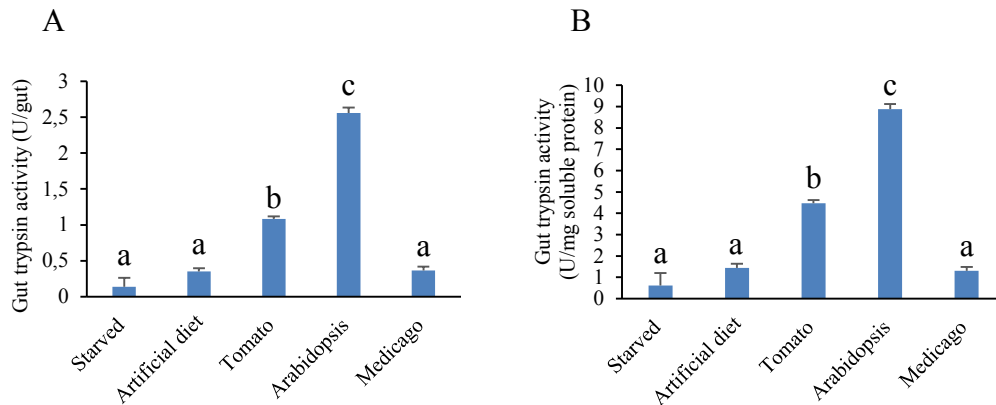 A
Gut trypsin activity (U/gut)
3
2,5
2
1,5
1
0,5
0
a
a
b
c
a
Starved
Artificial diet
Tomato
Arabidopsis
Medicago
B
Gut trypsin activity
(U/mg soluble protein)
10
9
8
7
6
5
4
3
2
1
0
a
a
b
c
a
Starved
Artificial diet
Tomato
Arabidopsis
Medicago